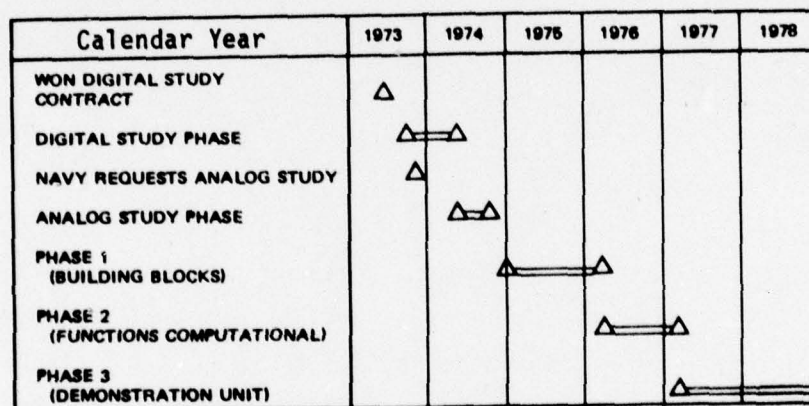 Calendar Year 1973 1974 1975 1976 1977 1978
WON DIGITAL STUDY
CONTRACT
DIGITAL STUDY PHASE
NAVY REQUESTS ANALOG STUDY
ANALOG STUDY PHASE
PHASE 1
(BUILDING BLOCKS)
PHASE 2
(FUNCTIONS COMPUTATIONAL)
PHASE 3
(DEMONSTRATION UNIT)